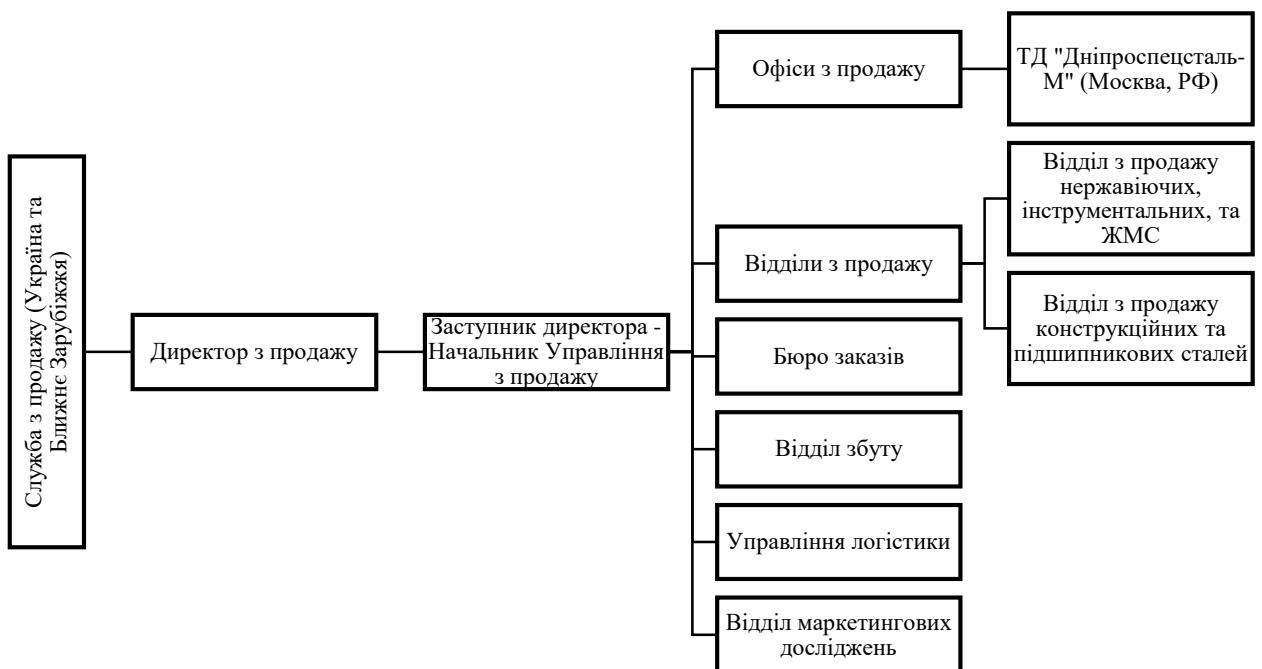 Служба з продажу (Україна та
Ближнє Зарубіжжя)
Директор з продажу
Заступник директора -
Начальник Управління
з продажу
Офіси з продажу
ТД "Дніпроспецсталь-
М" (Москва, РФ)
Відділи з продажу
Відділ з продажу
нержавіючих,
інструментальних, та
ЖМС
Відділ з продажу
конструкційних та
підшипникових сталей
Бюро заказів
Відділ збуту
Управління логістики
Відділ маркетингових
досліджень